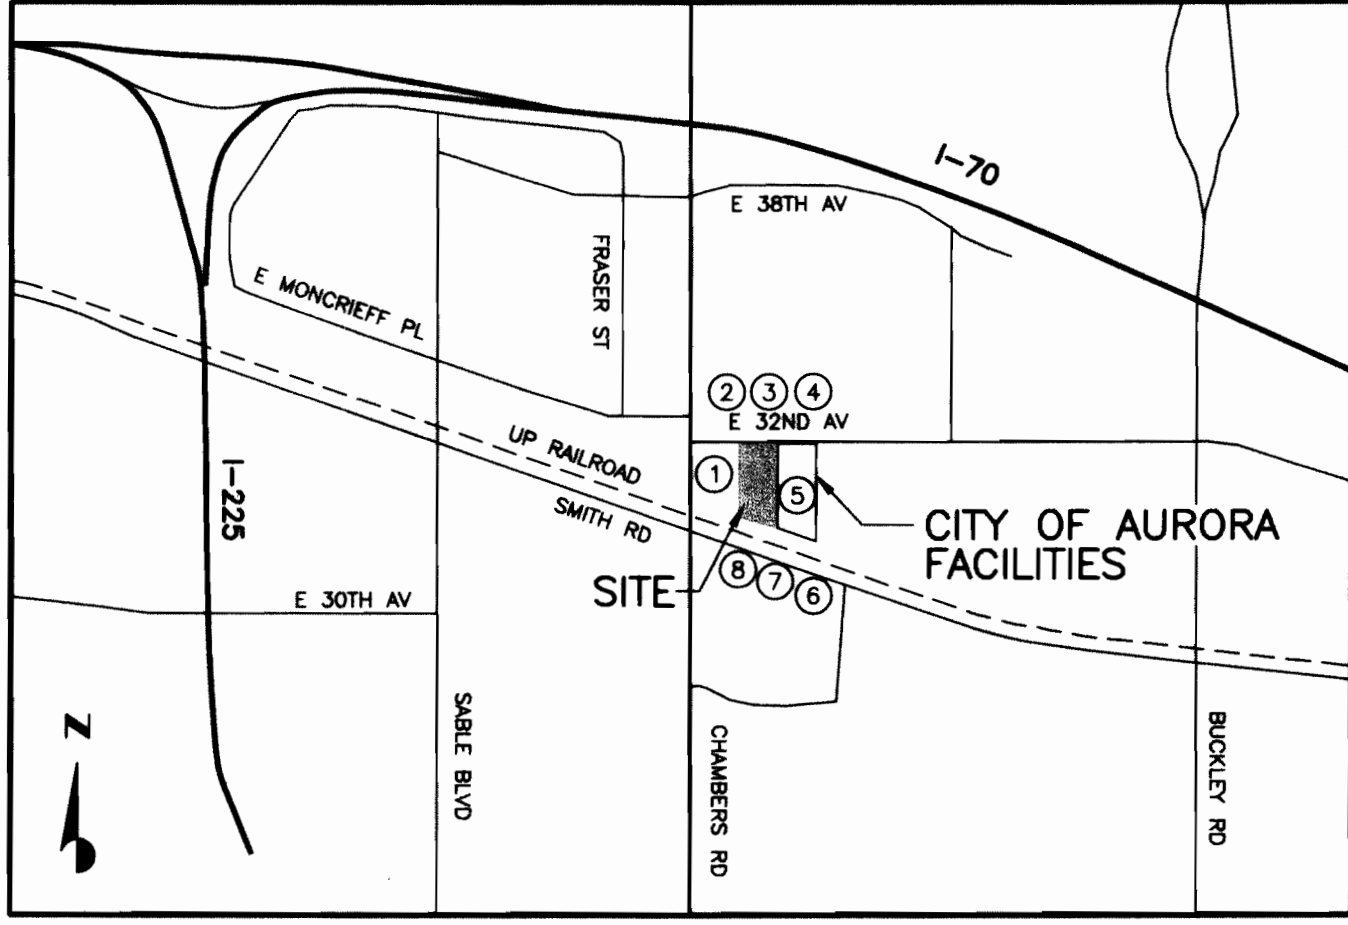 I-70
E 38TH AV
FRASER ST
E MONCRIEFF PL
2 3 4
E 32ND AV
UP RAILROAD
SMITH RD
1
5
I-225
CITY OF AURORA
FACILITIES
SITE
8 7 6
E 30TH AV
SABLE BLVD
CHAMBERS RD
BUCKLEY RD
N